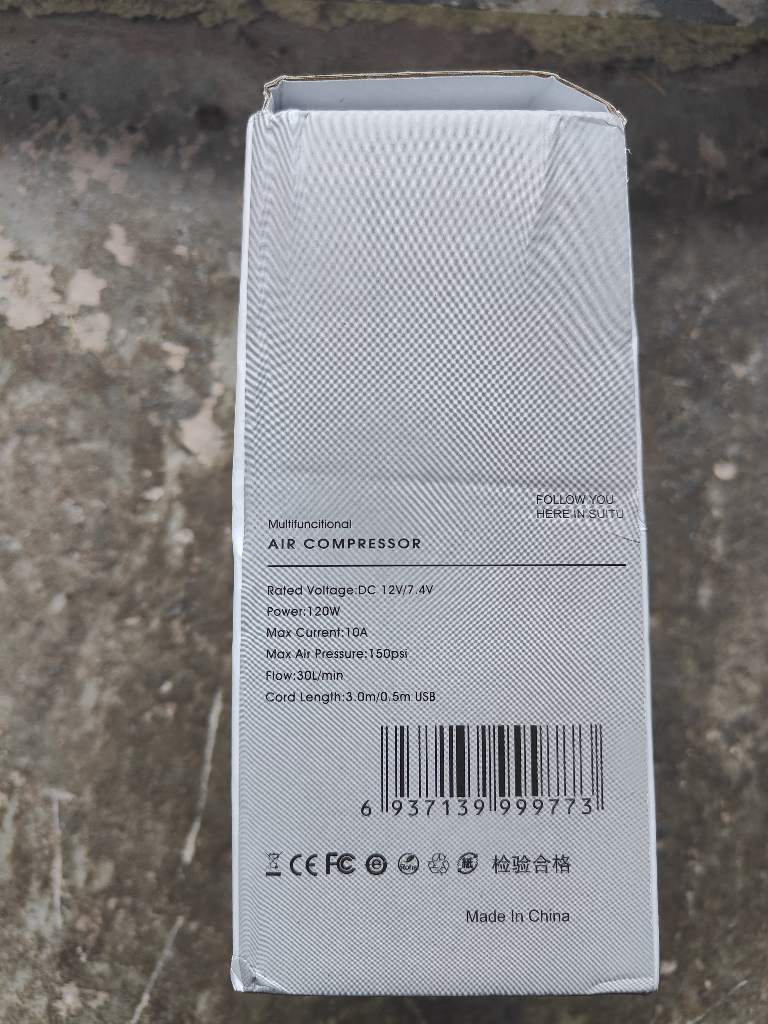 FOLLOW YOU
HERE IN SUITU
Multifuncitional
AIR COMPRESSOR
Rated Voltage:DC 12V/7.4V
Power:120W
Max Current:10A
Max Air Pressure:150psi
Flow:30L/min
Cord Length:3.0m/0.5m USB
6 937139 999773
CE FC e RoHS 纸 检验合格
Made In China